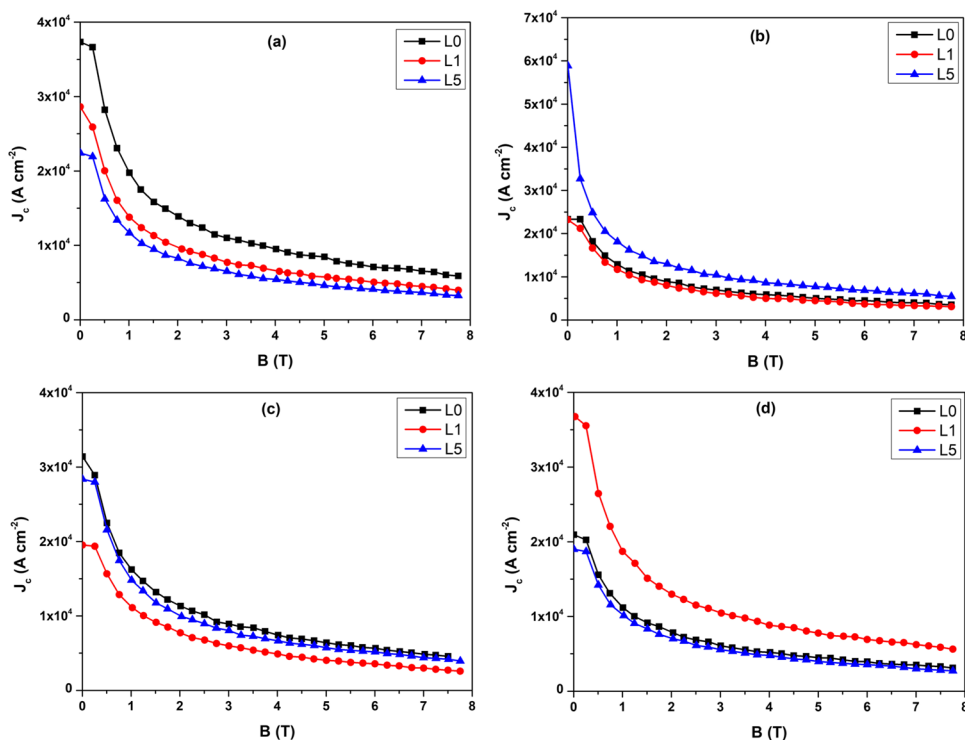 (a)
L0
L1
L5
4x10⁴
3x10⁴
2x10⁴
1x10⁴
0
J_c (A cm⁻²)
0 1 2 3 4 5 6 7 8
B (T)
(b)
L0
L1
L5
7x10⁴
6x10⁴
5x10⁴
4x10⁴
3x10⁴
2x10⁴
1x10⁴
0
J_c (A cm⁻²)
0 1 2 3 4 5 6 7 8
B (T)
(c)
L0
L1
L5
4x10⁴
3x10⁴
2x10⁴
1x10⁴
0
J_c (A cm⁻²)
0 1 2 3 4 5 6 7 8
B (T)
(d)
L0
L1
L5
4x10⁴
3x10⁴
2x10⁴
1x10⁴
0
J_c (A cm⁻²)
0 1 2 3 4 5 6 7 8
B (T)